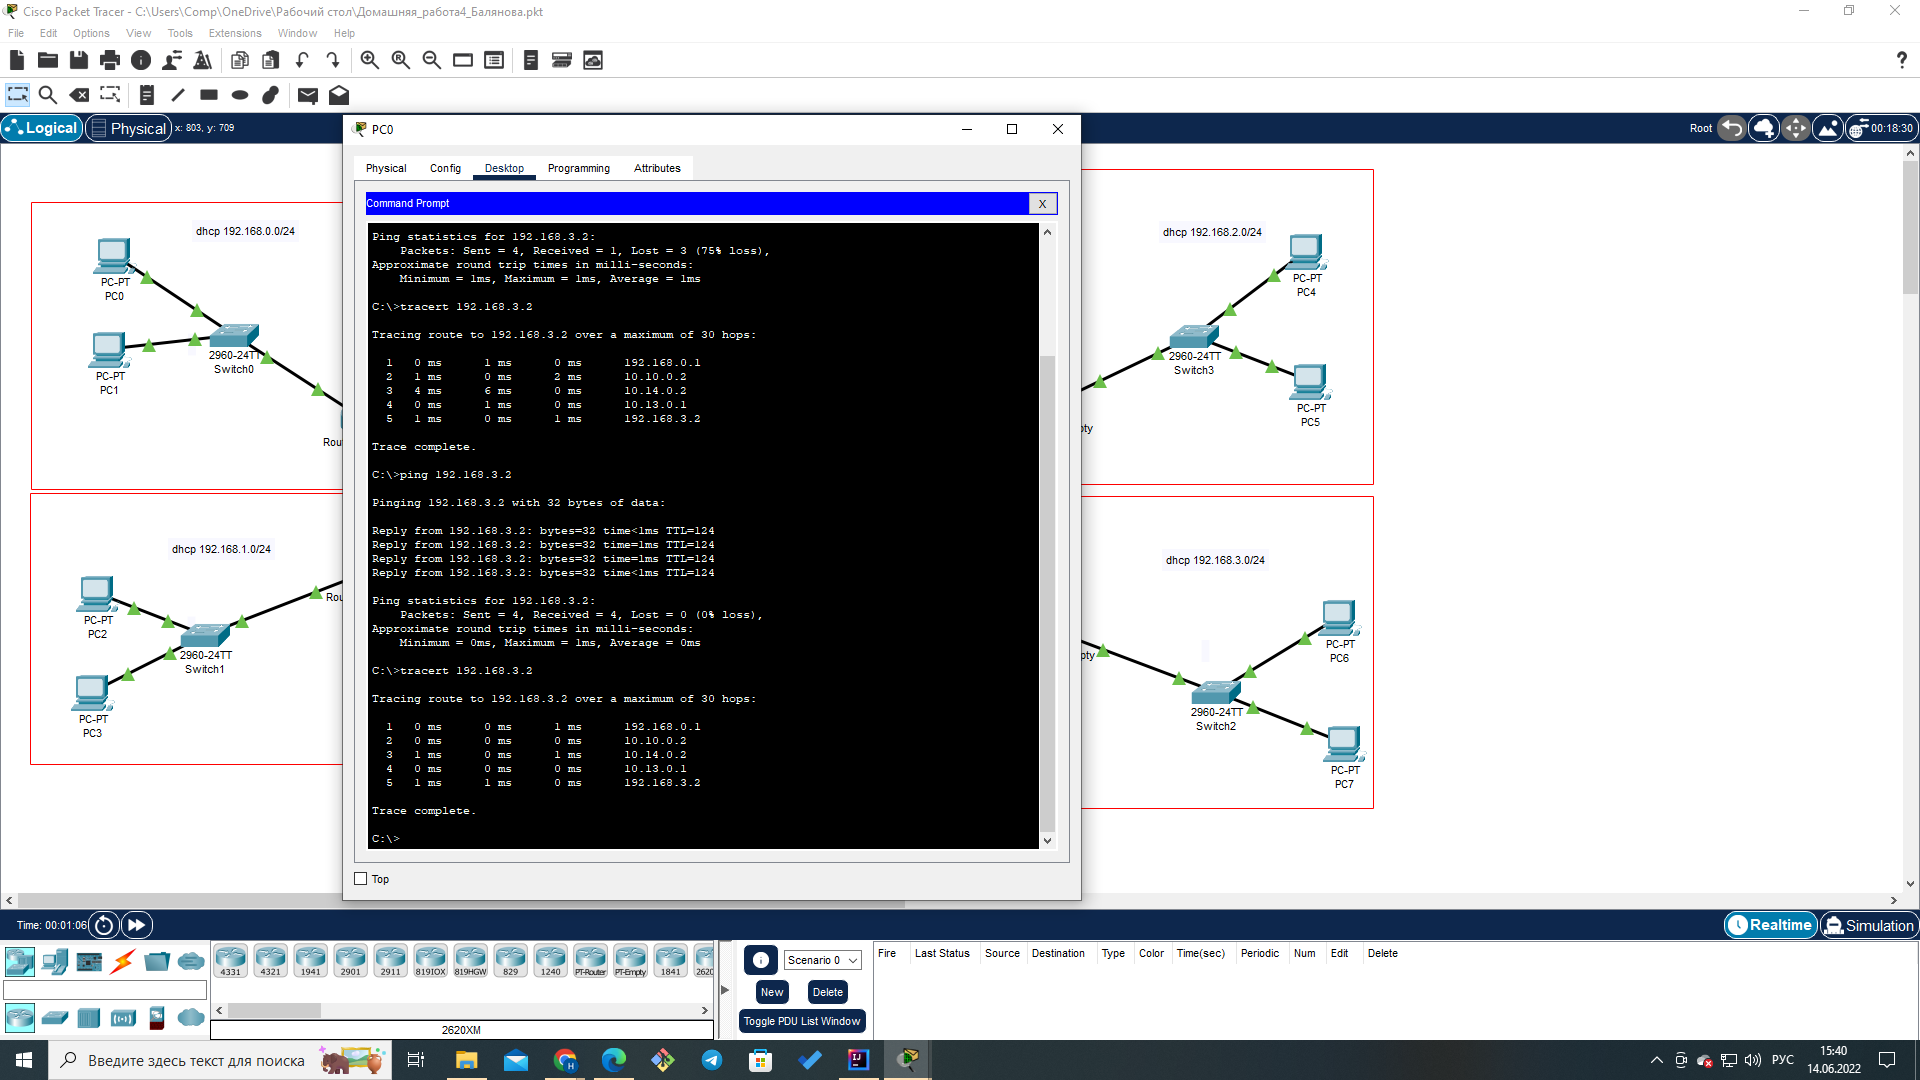 Cisco Packet Tracer - C:\Users\Comp\OneDrive\Рабочий стол\Домашняя_работа4_Балянова.pkt
File Edit Options View Tools Extensions Window Help
Logical Physical x: 803, y: 709
Root 00:18:30
PC0
Physical Config Desktop Programming Attributes
Command Prompt X
Ping statistics for 192.168.3.2:
Packets: Sent = 4, Received = 1, Lost = 3 (75% loss),
Approximate round trip times in milli-seconds:
Minimum = 1ms, Maximum = 1ms, Average = 1ms
C:\>tracert 192.168.3.2
Tracing route to 192.168.3.2 over a maximum of 30 hops:
1 0 ms 1 ms 0 ms 192.168.0.1
2 1 ms 0 ms 2 ms 10.10.0.2
3 4 ms 6 ms 0 ms 10.14.0.2
4 0 ms 1 ms 0 ms 10.13.0.1
5 1 ms 0 ms 1 ms 192.168.3.2
Trace complete.
C:\>ping 192.168.3.2
Pinging 192.168.3.2 with 32 bytes of data:
Reply from 192.168.3.2: bytes=32 time<1ms TTL=124
Reply from 192.168.3.2: bytes=32 time=1ms TTL=124
Reply from 192.168.3.2: bytes=32 time=1ms TTL=124
Reply from 192.168.3.2: bytes=32 time<1ms TTL=124
Ping statistics for 192.168.3.2:
Packets: Sent = 4, Received = 4, Lost = 0 (0% loss),
Approximate round trip times in milli-seconds:
Minimum = 0ms, Maximum = 1ms, Average = 0ms
C:\>tracert 192.168.3.2
Tracing route to 192.168.3.2 over a maximum of 30 hops:
1 0 ms 0 ms 1 ms 192.168.0.1
2 0 ms 0 ms 0 ms 10.10.0.2
3 1 ms 0 ms 1 ms 10.14.0.2
4 0 ms 0 ms 0 ms 10.13.0.1
5 1 ms 1 ms 0 ms 192.168.3.2
Trace complete.
C:\>
Top
dhcp 192.168.0.0/24
PC-PT
PC0
PC-PT
PC1
2960-24TT
Switch0
Rou
dhcp 192.168.1.0/24
PC-PT
PC2
PC-PT
PC3
2960-24TT
Switch1
Rou
dhcp 192.168.2.0/24
PC-PT
PC4
2960-24TT
Switch3
PC-PT
PC5
pty
dhcp 192.168.3.0/24
PC-PT
PC6
pty
2960-24TT
Switch2
PC-PT
PC7
Time: 00:01:06
Realtime Simulation
4331 4321 1941 2901 2911 819IOX 819HGW 829 1240 PT-Router PT-Empty 1841 2620
2620XM
Scenario 0
New Delete
Toggle PDU List Window
Fire Last Status Source Destination Type Color Time(sec) Periodic Num Edit Delete
Введите здесь текст для поиска
РУС
15:40
14.06.2022